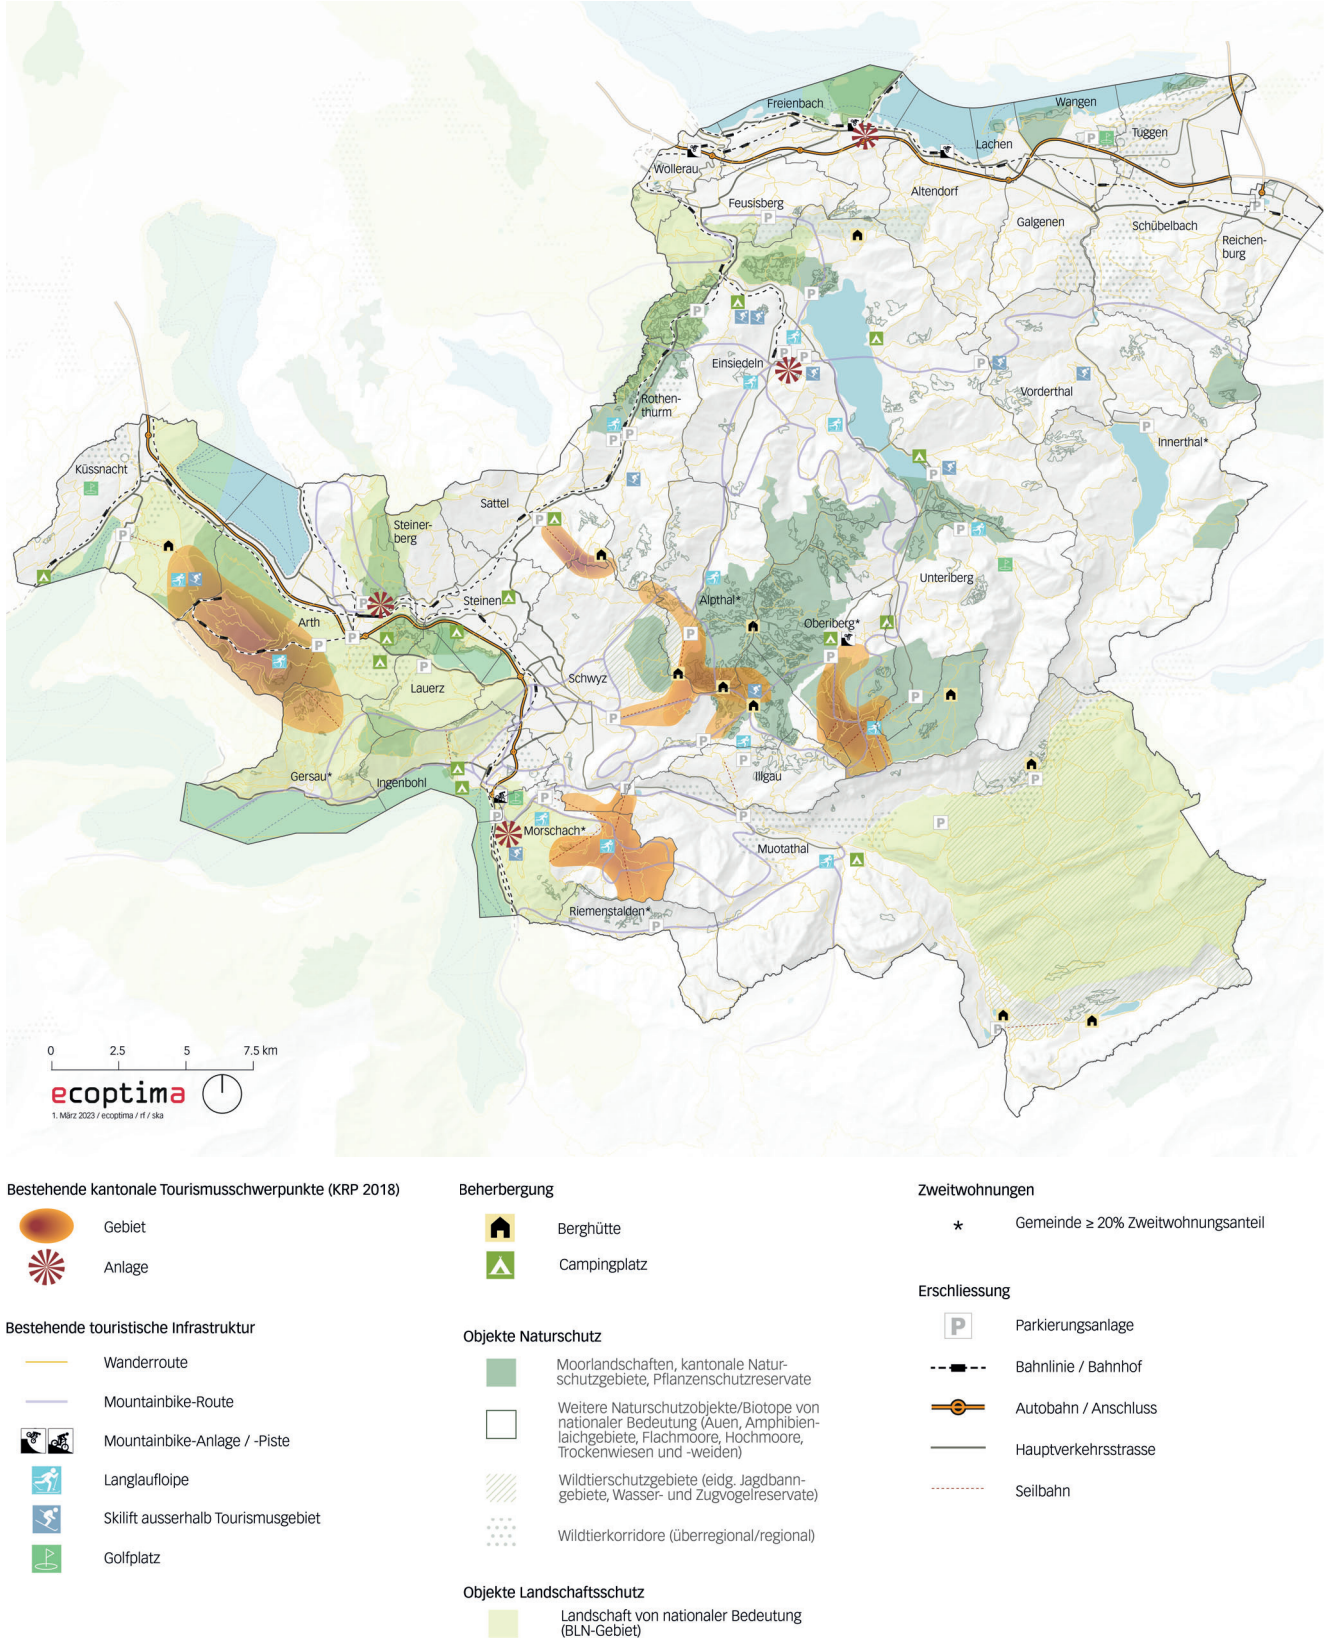 Freienbach
Wangen
Tuggen
Lachen
Wollerau
Altendorf
Feusisberg
Galgenen
Schübelbach
Reichen-
burg
Einsiedeln
Vorderthal
Rothen-
thurm
Innerthal*
Küssnacht
Sattel
Steiner-
berg
Unteriberg
Alpthal*
Steinen
Arth
Oberiberg*
Schwyz
Lauerz
Gersau*
Ingenbohl
Illgau
Morschach*
Muotathal
Riemenstalden*
0 2.5 5 7.5 km
ecoptima
1. März 2023 / ecoptima / rf / ska
Bestehende kantonale Tourismusschwerpunkte (KRP 2018)
Gebiet
Anlage
Bestehende touristische Infrastruktur
Wanderroute
Mountainbike-Route
Mountainbike-Anlage / -Piste
Langlaufloipe
Skilift ausserhalb Tourismusgebiet
Golfplatz
Beherbergung
Berghütte
Campingplatz
Objekte Naturschutz
Moorlandschaften, kantonale Natur-
schutzgebiete, Pflanzenschutzreservate
Weitere Naturschutzobjekte/Biotope von
nationaler Bedeutung (Auen, Amphibien-
laichgebiete, Flachmoore, Hochmoore,
Trockenwiesen und -weiden)
Wildtierschutzgebiete (eidg. Jagdbann-
gebiete, Wasser- und Zugvogelreservate)
Wildtierkorridore (überregional/regional)
Objekte Landschaftsschutz
Landschaft von nationaler Bedeutung
(BLN-Gebiet)
Zweitwohnungen
* Gemeinde ≥ 20% Zweitwohnungsanteil
Erschliessung
P Parkierungsanlage
Bahnlinie / Bahnhof
Autobahn / Anschluss
Hauptverkehrsstrasse
Seilbahn